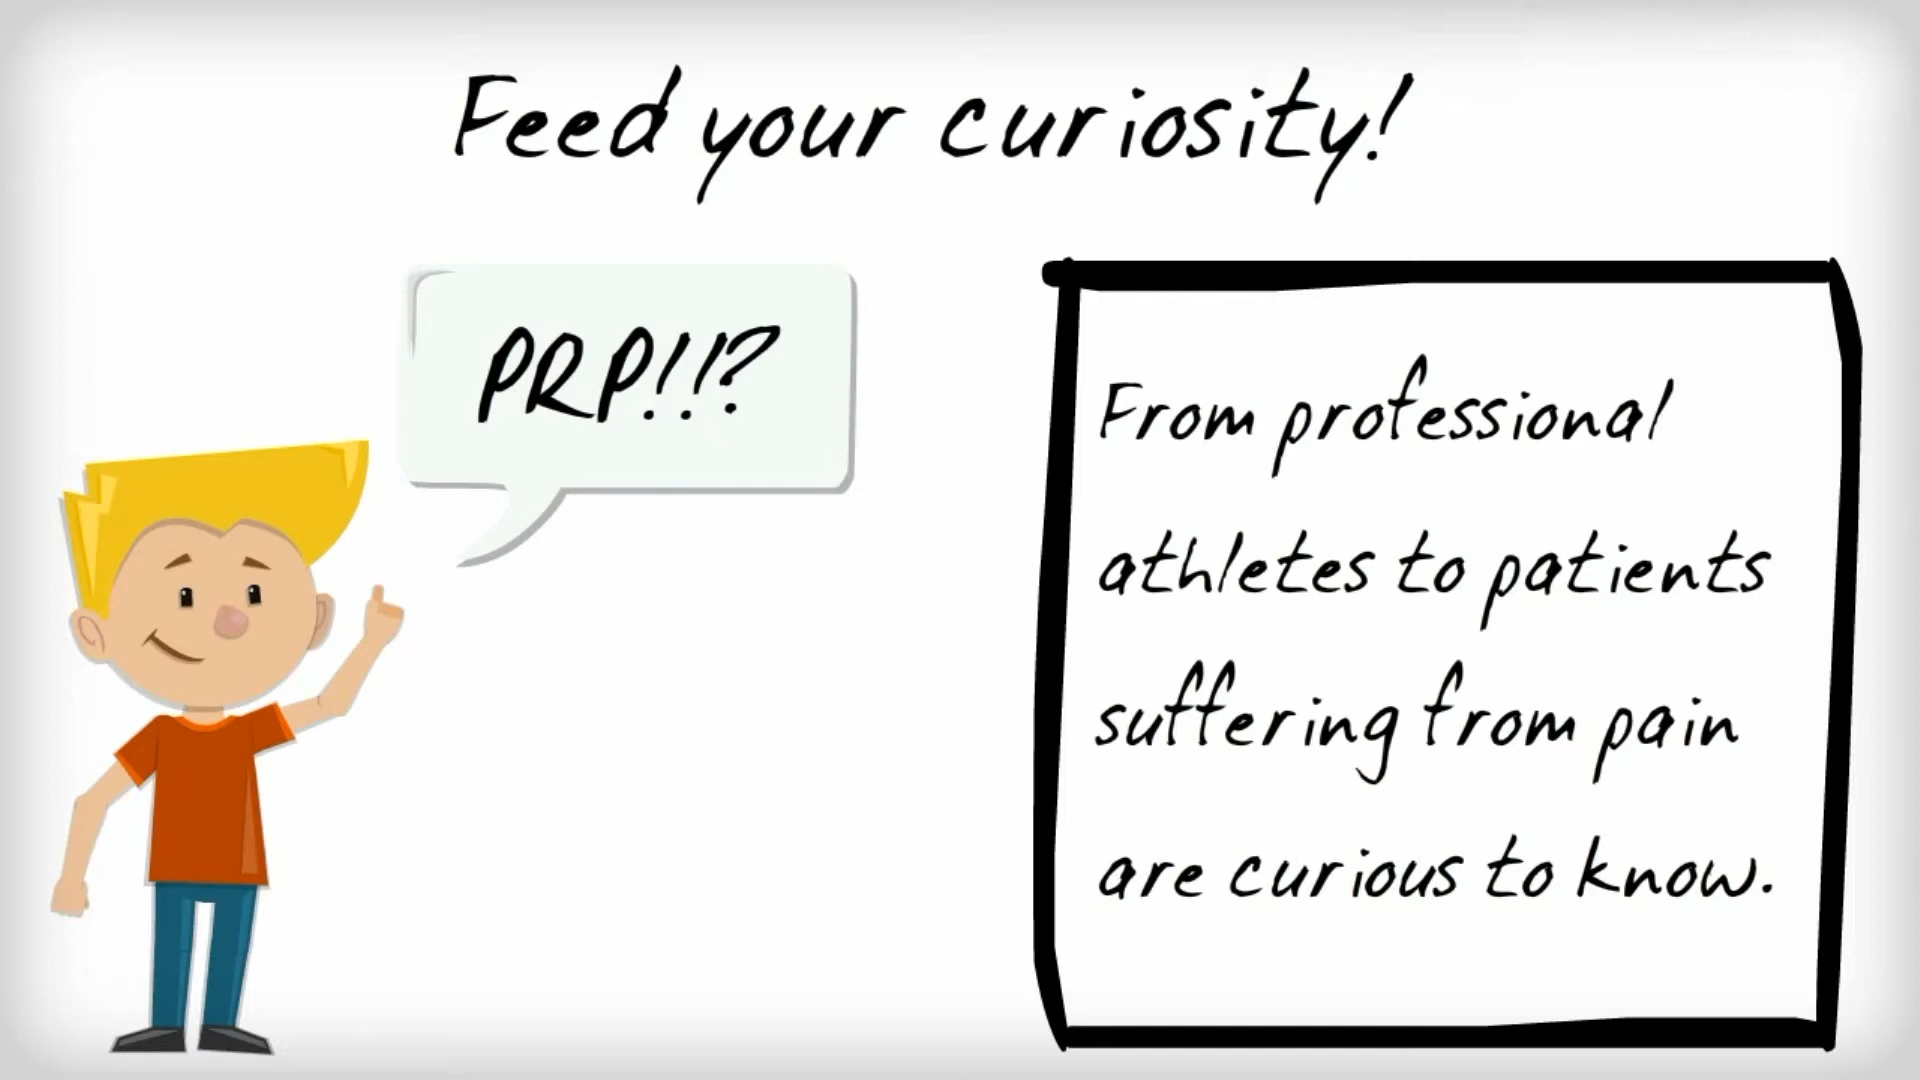 Feed your curiosity!
PRP!!?
From professional
athletes to patients
suffering from pain
are curious to know.